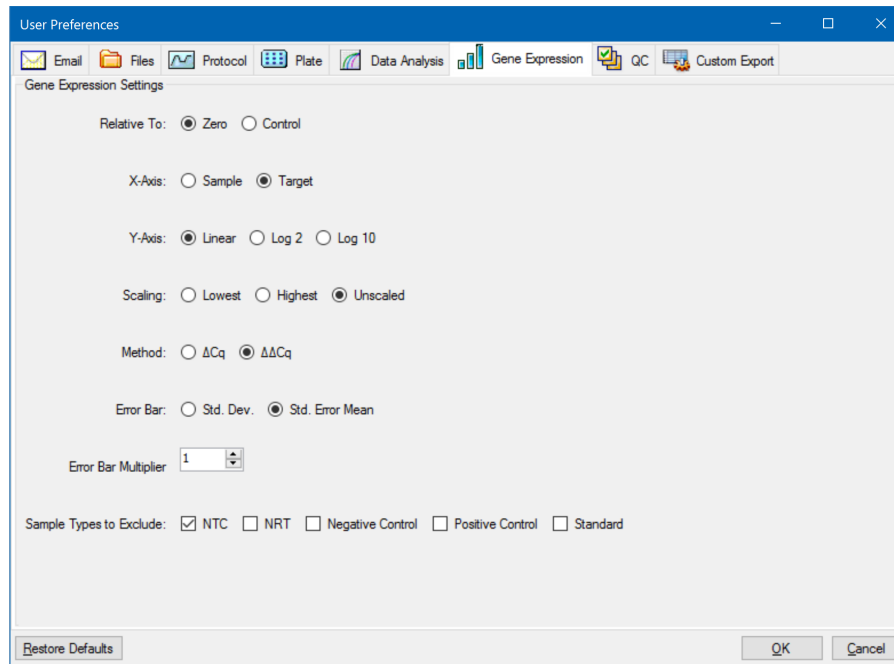 User Preferences
Email Files Protocol Plate Data Analysis Gene Expression QC Custom Export
Gene Expression Settings
Relative To: Zero Control
X-Axis: Sample Target
Y-Axis: Linear Log 2 Log 10
Scaling: Lowest Highest Unscaled
Method: ΔCq ΔΔCq
Error Bar: Std. Dev. Std. Error Mean
Error Bar Multiplier 1
Sample Types to Exclude: NTC NRT Negative Control Positive Control Standard
Restore Defaults OK Cancel